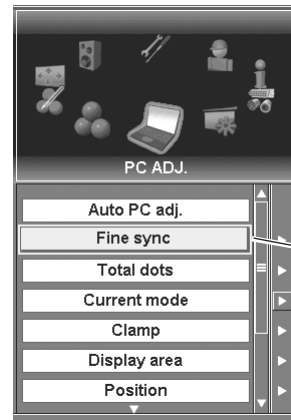 PC ADJ.
Auto PC adj.
Fine sync
Total dots
Current mode
Clamp
Display area
Position